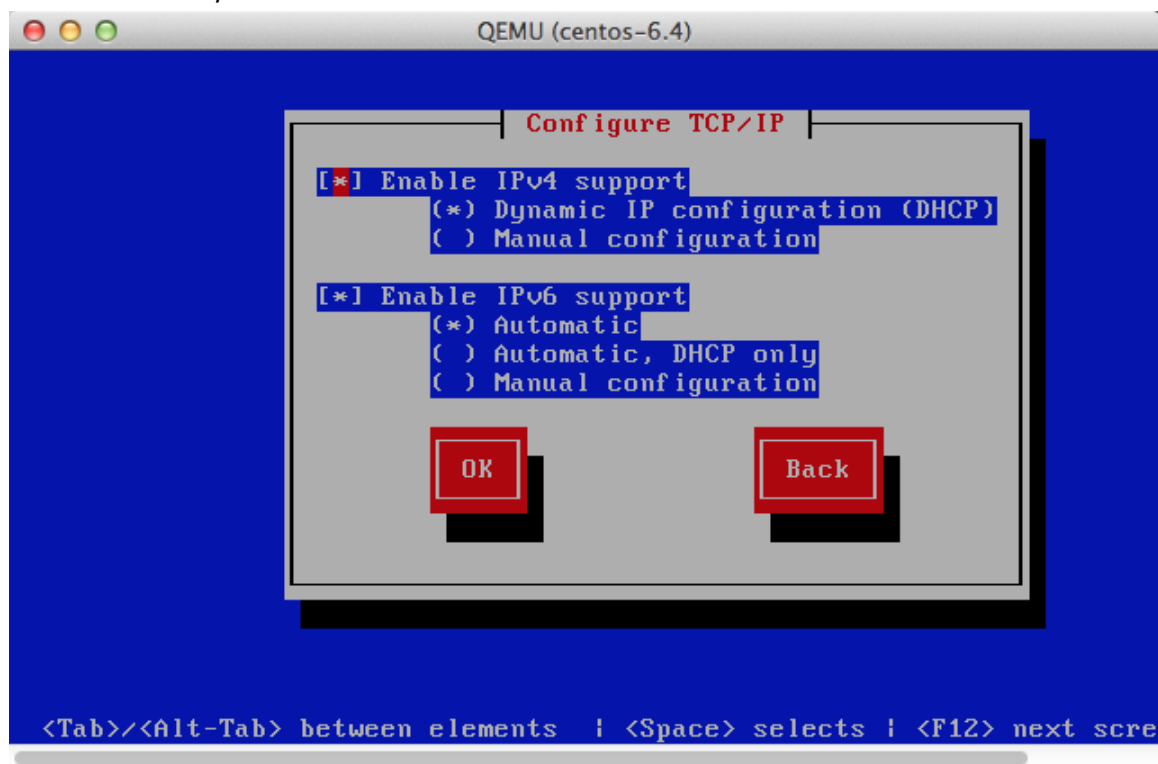 QEMU (centos-6.4)
Configure TCP/IP
[*] Enable IPv4 support
(*) Dynamic IP configuration (DHCP)
( ) Manual configuration
[*] Enable IPv6 support
(*) Automatic
( ) Automatic, DHCP only
( ) Manual configuration
OK Back
<Tab>/<Alt-Tab> between elements | <Space> selects | <F12> next scre